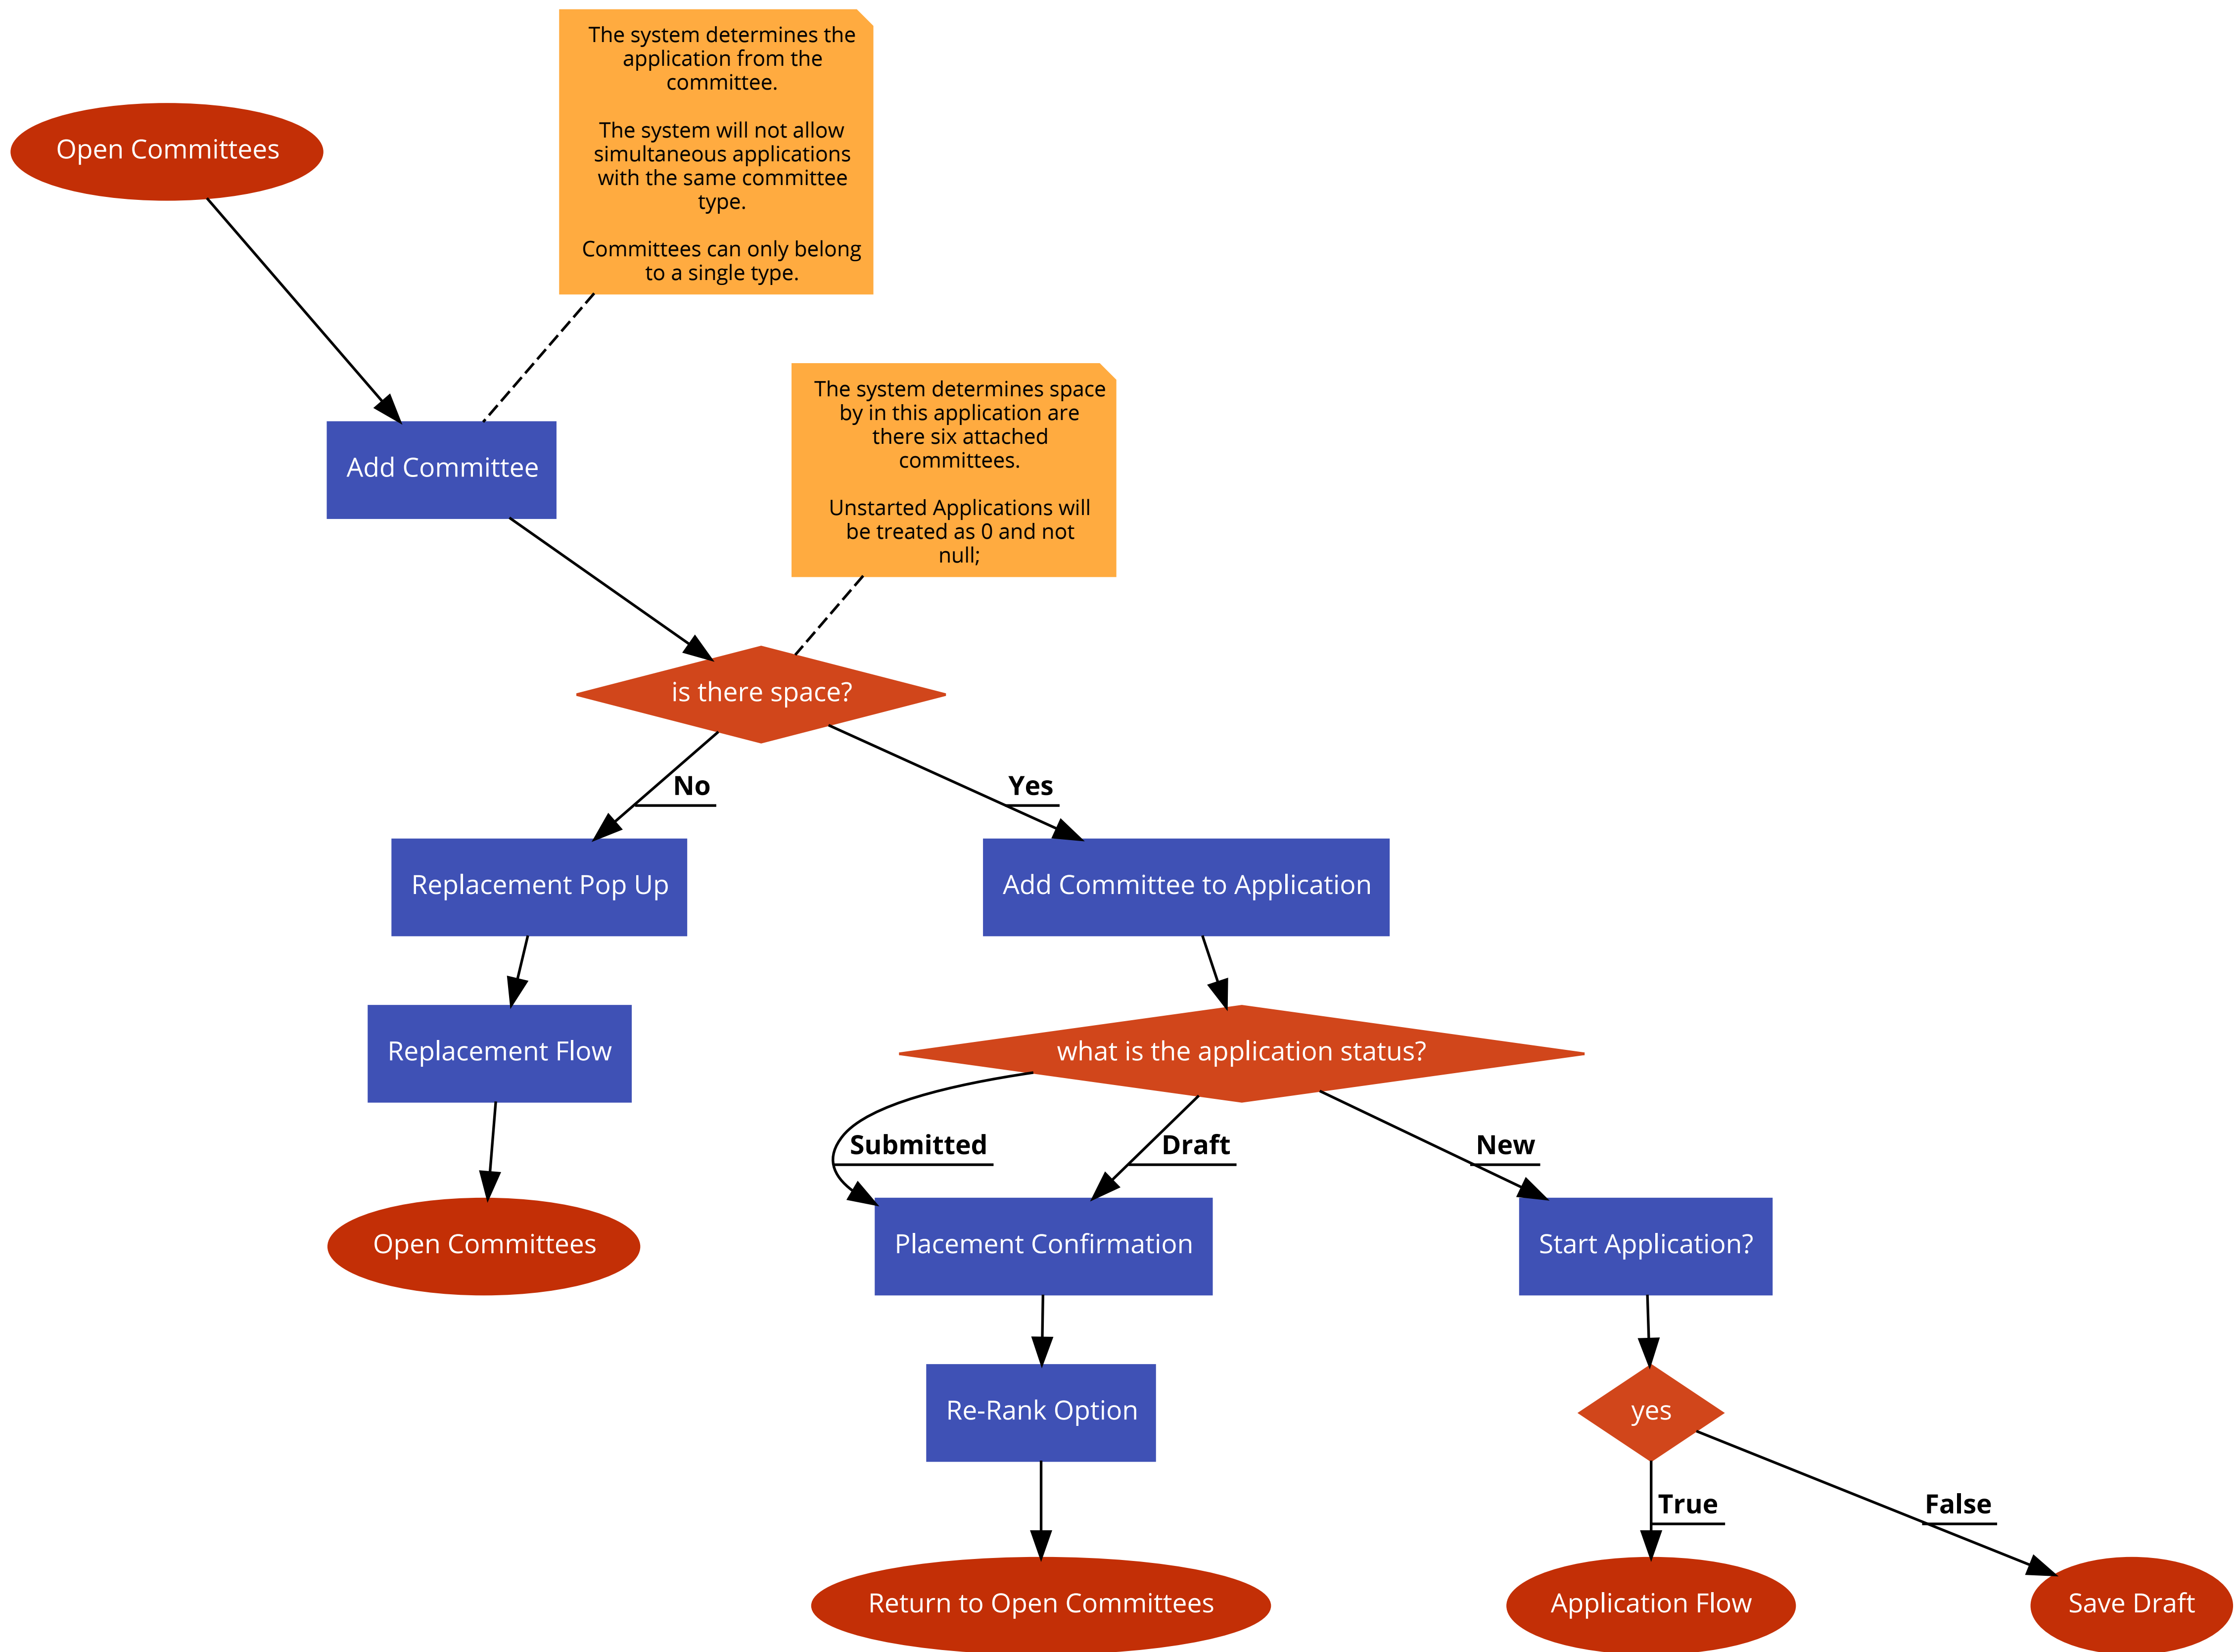 The system determines the
application from the
committee.
The system will not allow
simultaneous applications
with the same committee
type.
Committees can only belong
to a single type.
Open Committees
The system determines space
by in this application are
there six attached
committees.
Unstarted Applications will
be treated as 0 and not
null;
Add Committee
is there space?
No
Yes
Replacement Pop Up
Add Committee to Application
Replacement Flow
what is the application status?
Submitted
Draft
New
Open Committees
Placement Confirmation
Start Application?
Re-Rank Option
yes
True
False
Return to Open Committees
Application Flow
Save Draft